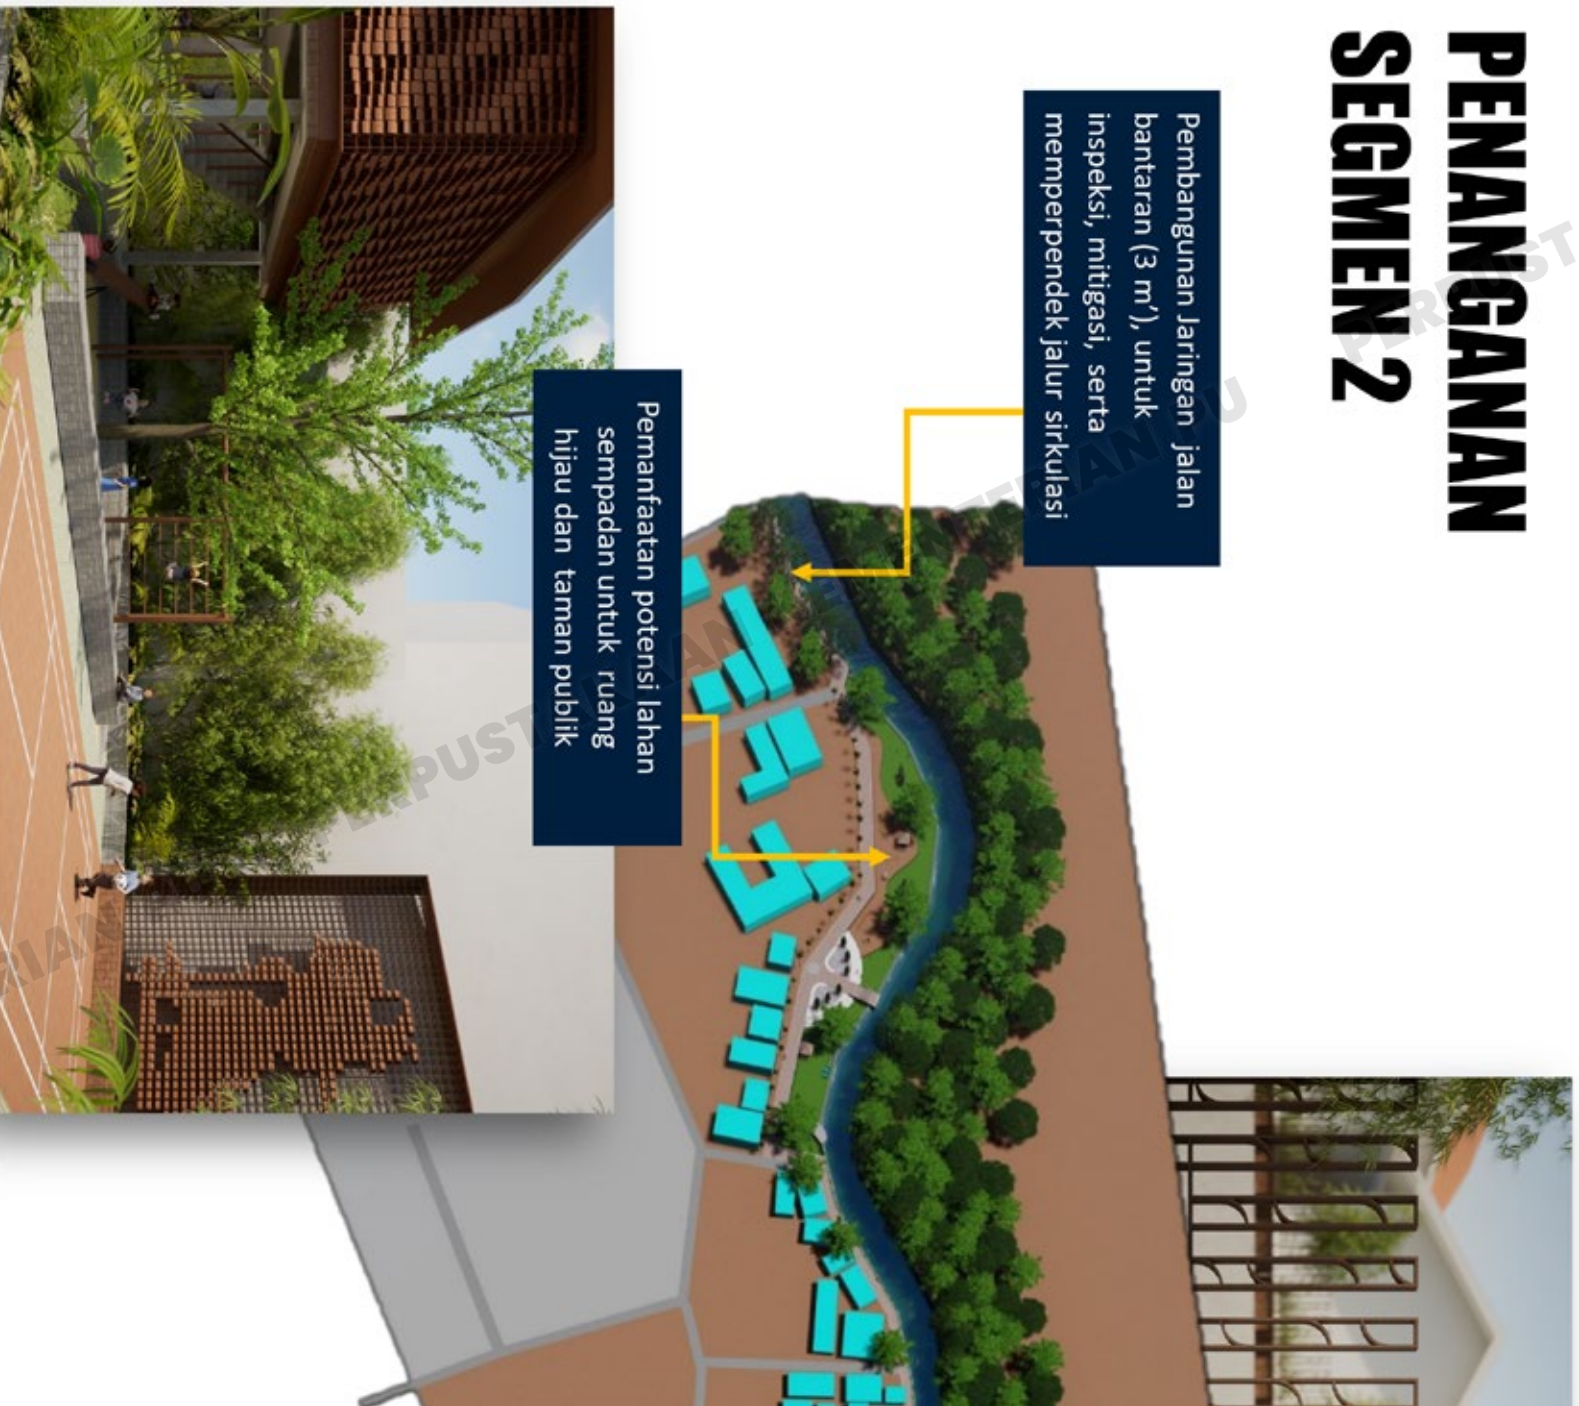 PENANGANAN
SEGMEN 2
Pembangunan Jaringan jalan
bantaran (3 m'), untuk
inspeksi, mitigasi, serta
memperpendek jalur sirkulasi
Pemanfaatan potensi lahan
sempadan untuk ruang
hijau dan taman publik